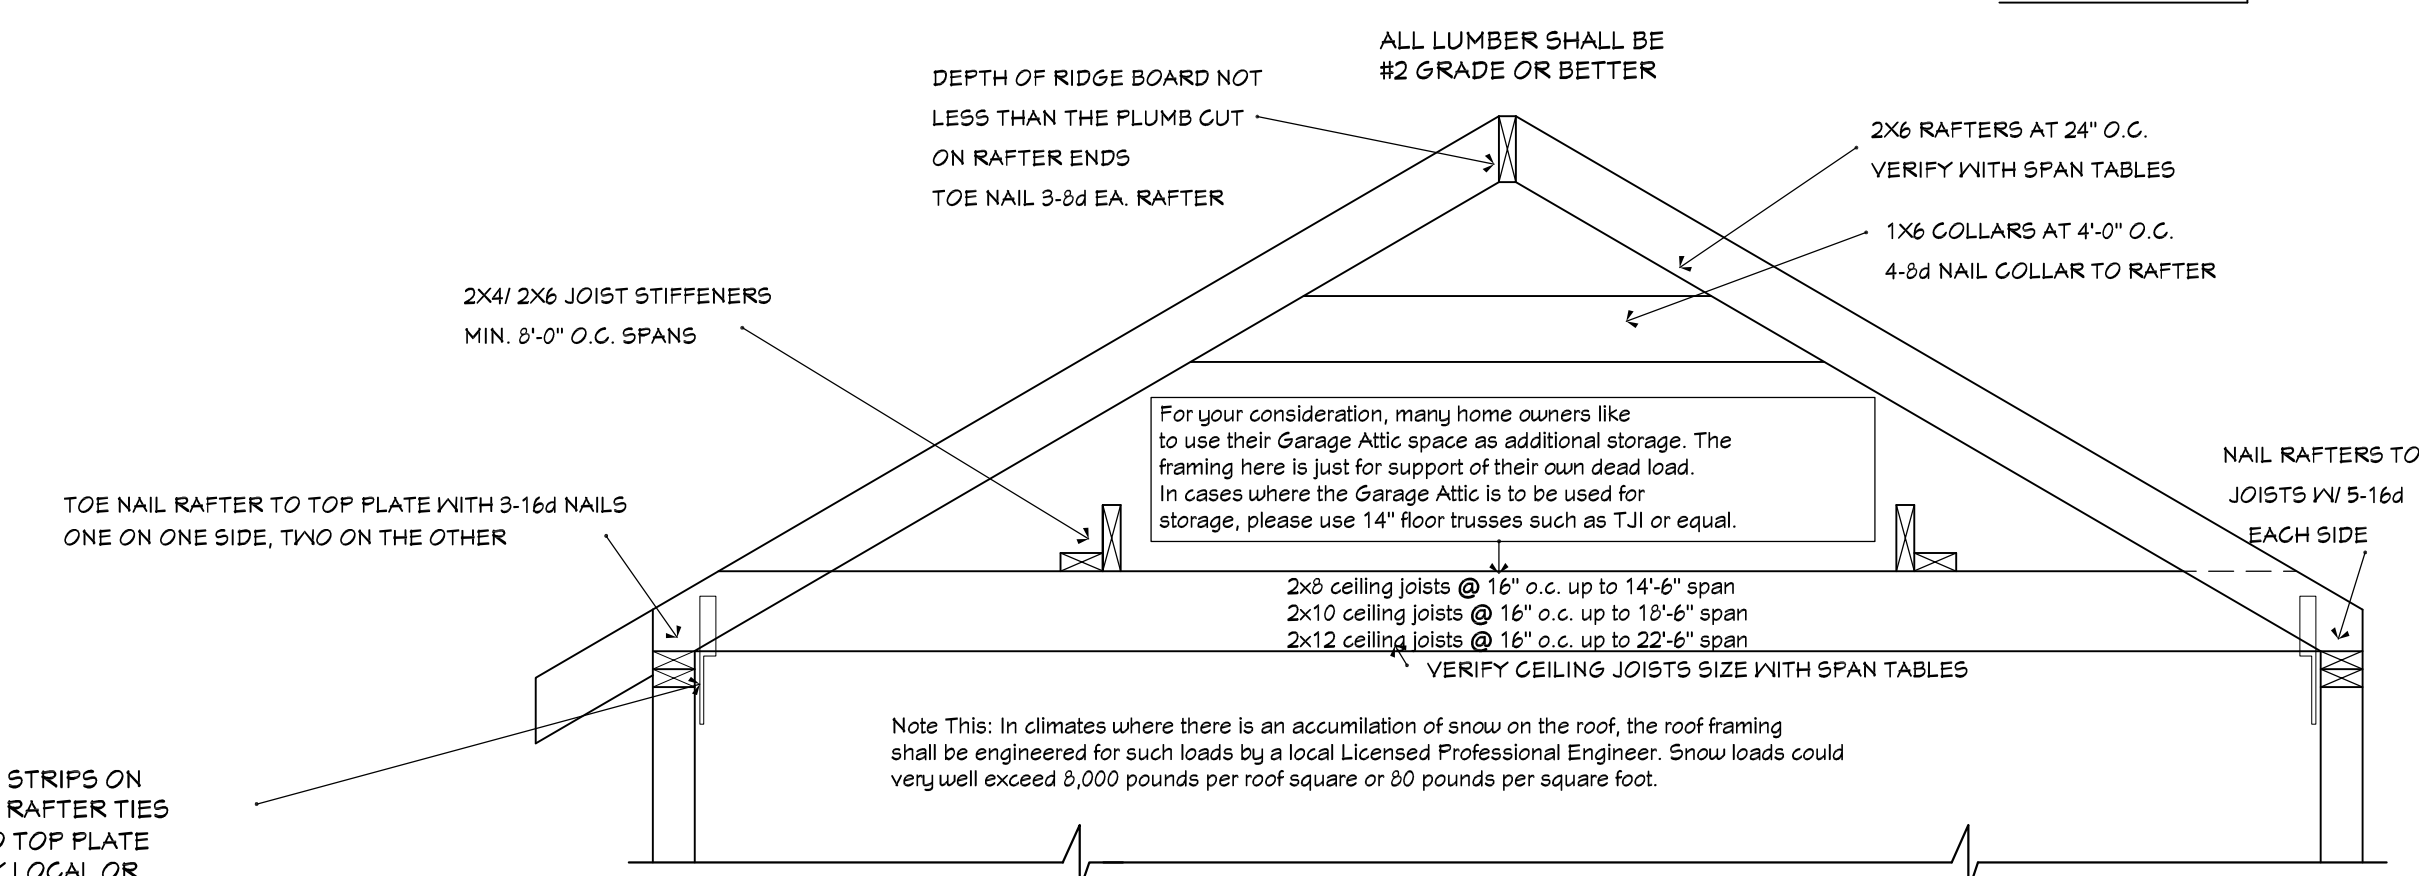 ALL LUMBER SHALL BE
#2 GRADE OR BETTER
DEPTH OF RIDGE BOARD NOT
LESS THAN THE PLUMB CUT
ON RAFTER ENDS
TOE NAIL 3-8d EA. RAFTER
2X6 RAFTERS AT 24" O.C.
VERIFY WITH SPAN TABLES
1X6 COLLARS AT 4'-0" O.C.
4-8d NAIL COLLAR TO RAFTER
2X4/ 2X6 JOIST STIFFENERS
MIN. 8'-0" O.C. SPANS
For your consideration, many home owners like
to use their Garage Attic space as additional storage. The
framing here is just for support of their own dead load.
In cases where the Garage Attic is to be used for
storage, please use 14" floor trusses such as TJI or equal.
NAIL RAFTERS TO
JOISTS W/ 5-16d
EACH SIDE
TOE NAIL RAFTER TO TOP PLATE WITH 3-16d NAILS
ONE ON ONE SIDE, TWO ON THE OTHER
2x8 ceiling joists @ 16" o.c. up to 14'-6" span
2x10 ceiling joists @ 16" o.c. up to 18'-6" span
2x12 ceiling joists @ 16" o.c. up to 22'-6" span
VERIFY CEILING JOISTS SIZE WITH SPAN TABLES
Note This: In climates where there is an accumilation of snow on the roof, the roof framing
shall be engineered for such loads by a local Licensed Professional Engineer. Snow loads could
very well exceed 8,000 pounds per roof square or 80 pounds per square foot.
STRIPS ON
RAFTER TIES
TOP PLATE
LOCAL OR